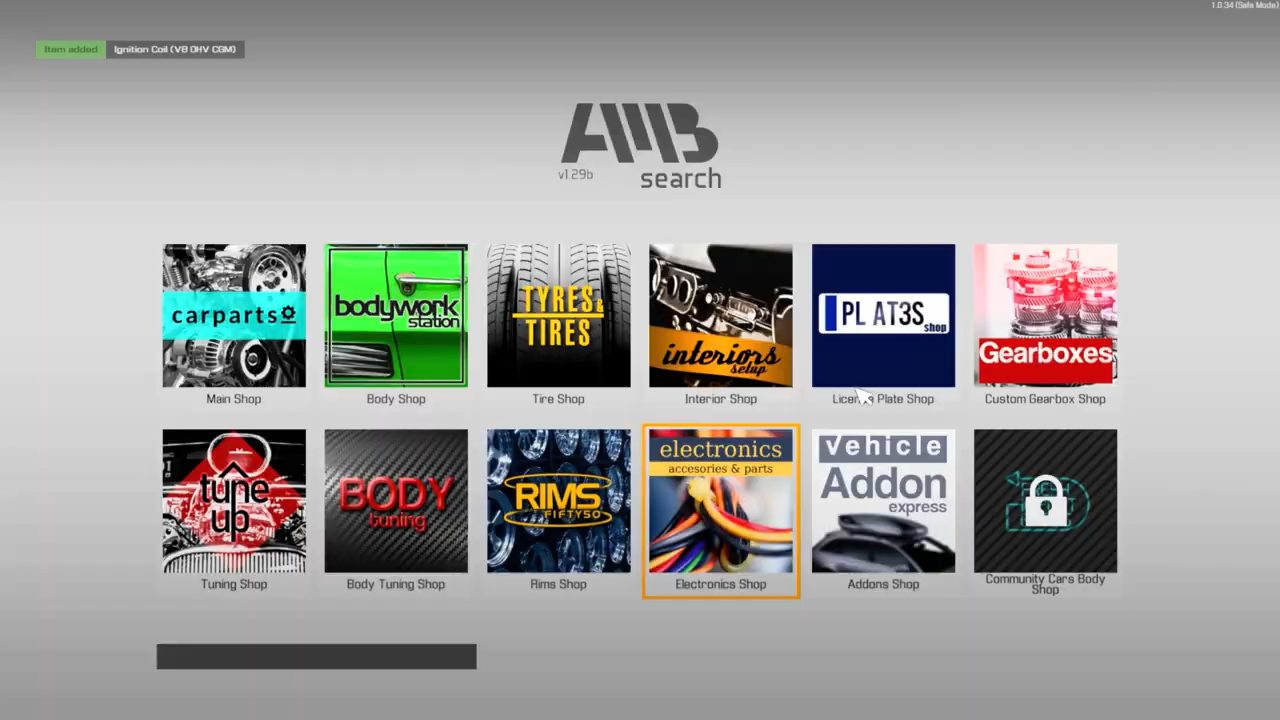 1.0.34 (Safe Mode)
Item added
Ignition Coil (V8 OHV CGM)
AMB
v1.29b
search
carparts
bodywork
station
TYRES &
TIRES
interiors
setup
PL AT3S
shop
Gearboxes
Main Shop
Body Shop
Tire Shop
Interior Shop
License Plate Shop
Custom Gearbox Shop
tune
up
BODY
tuning
RIMS
FIFTY50
electronics
accesories & parts
vehicle
Addon
express
Tuning Shop
Body Tuning Shop
Rims Shop
Electronics Shop
Addons Shop
Community Cars Body
Shop